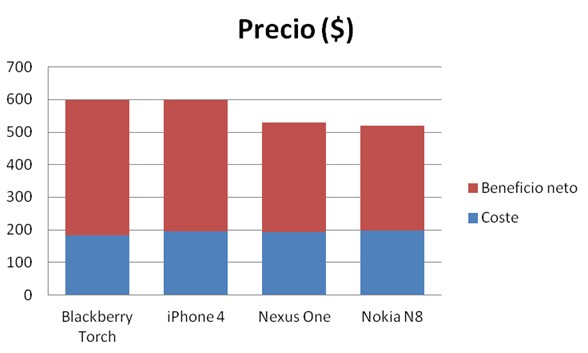 Precio ($)
700
600
500
400
300
200
100
0
Blackberry
Torch
iPhone 4
Nexus One
Nokia N8
Beneficio neto
Coste